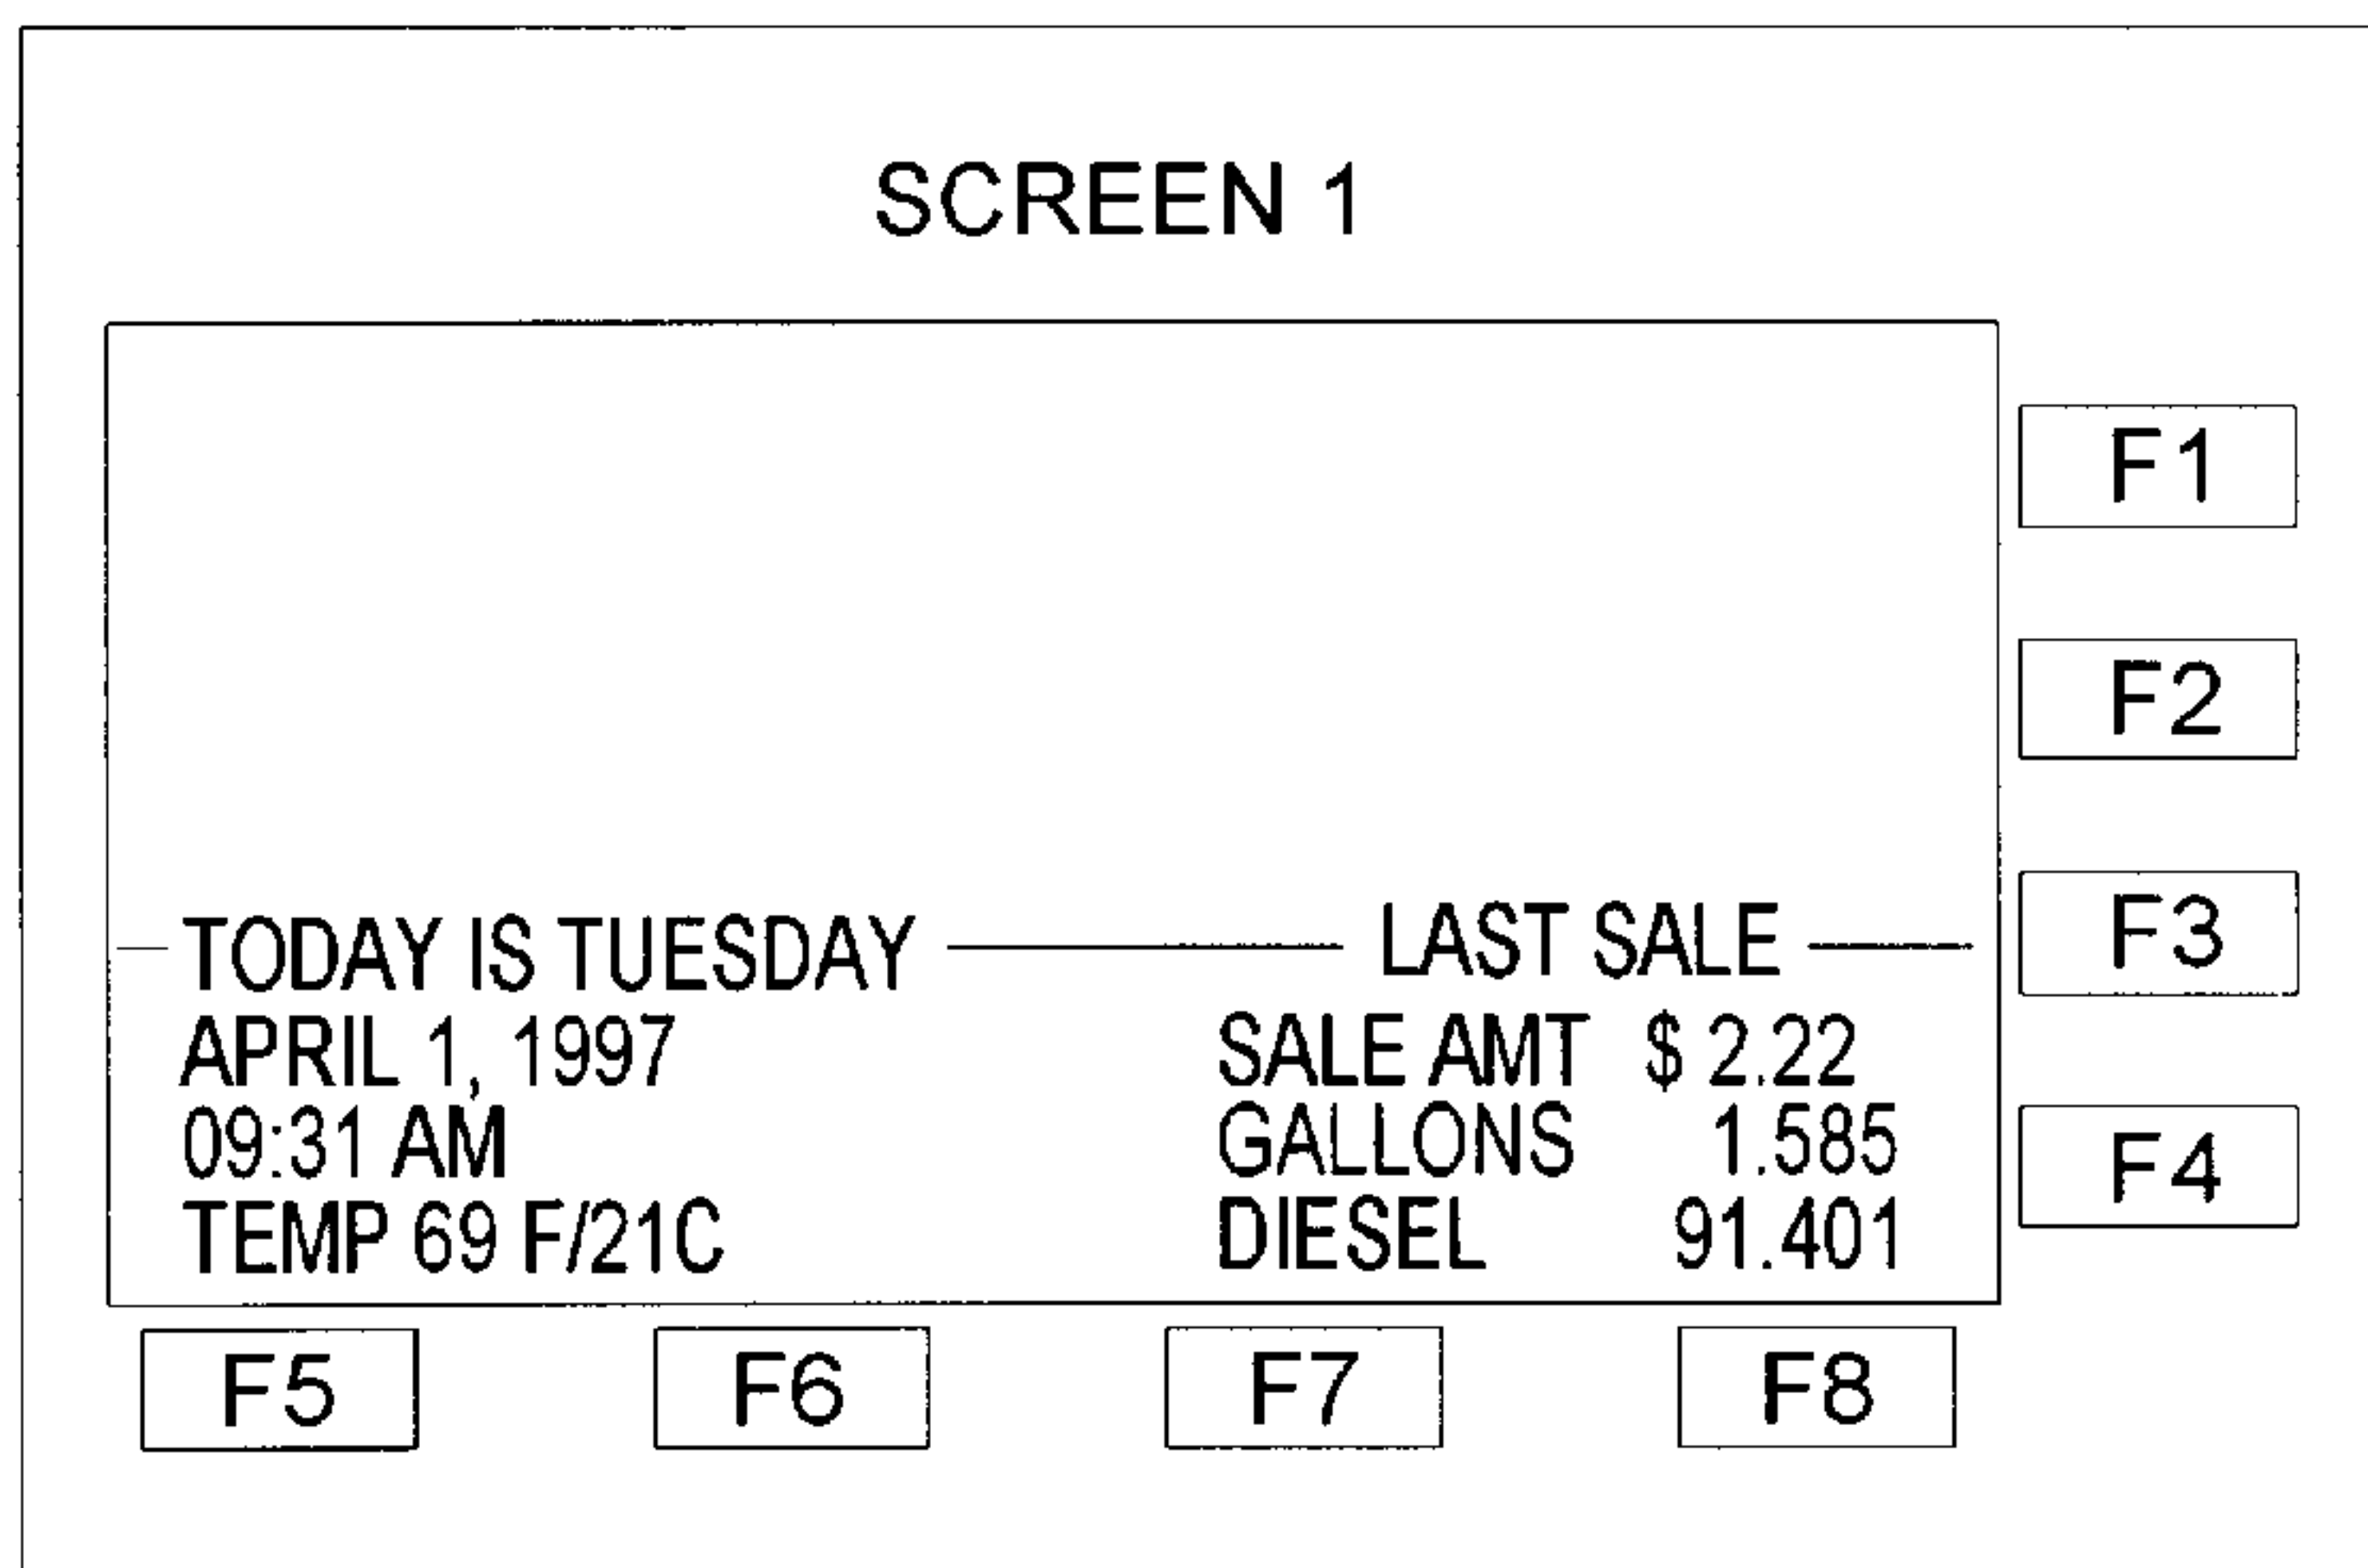 SCREEN 1
F1
F2
TODAY IS TUESDAY LAST SALE F3
APRIL 1, 1997 SALE AMT $ 2.22
09:31 AM GALLONS 1.585 F4
TEMP 69 F/21C DIESEL 91.401
F5 F6 F7 F8